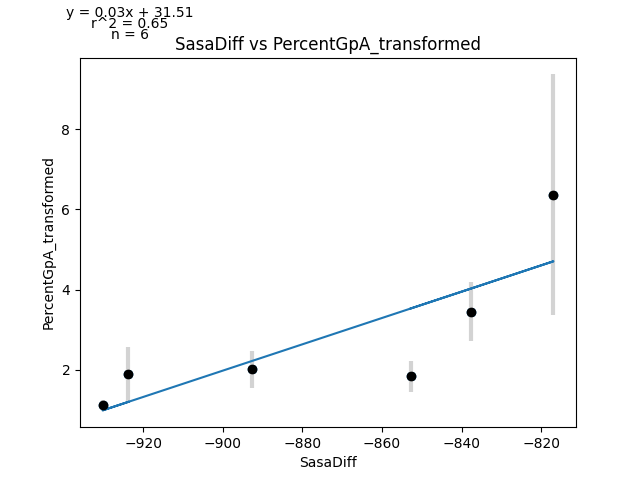 y = 0.03x + 31.51
r^2 = 0.65
n = 6
SasaDiff vs PercentGpA_transformed
PercentGpA_transformed
8
6
4
2
−920
−900
−880
−860
−840
−820
SasaDiff